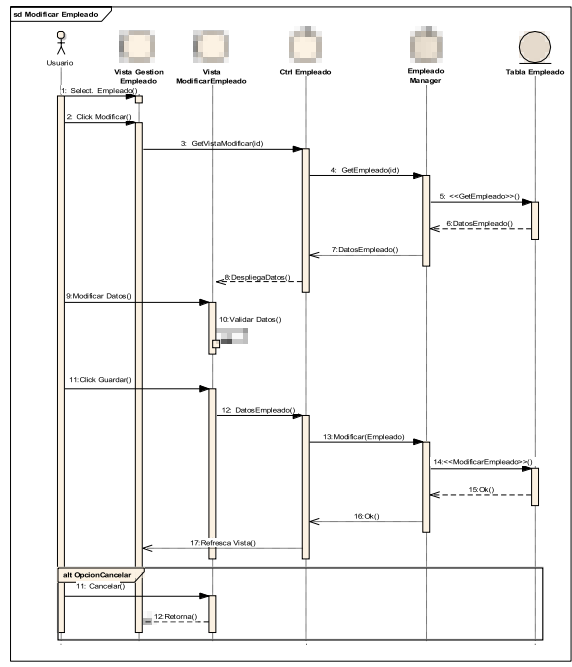 sd Modificar Empleado
Usuario
Vista Gestion
Empleado
Vista
ModificarEmpleado
Ctrl Empleado
Empleado
Manager
Tabla Empleado
1: Select. Empleado()
2: Click Modificar()
3: GetVistaModificar(id)
4: GetEmpleado(id)
5: <<GetEmpleado>>()
6:DatosEmpleado()
7:DatosEmpleado()
8:DespliegaDatos()
9:Modificar Datos()
10:Validar Datos()
11:Click Guardar()
12: DatosEmpleado()
13:Modificar(Empleado)
14:<<ModificarEmpleado>>()
15:Ok()
16:Ok()
17:Refresca Vista()
alt OpcionCancelar
11: Cancelar()
12:Retorna()